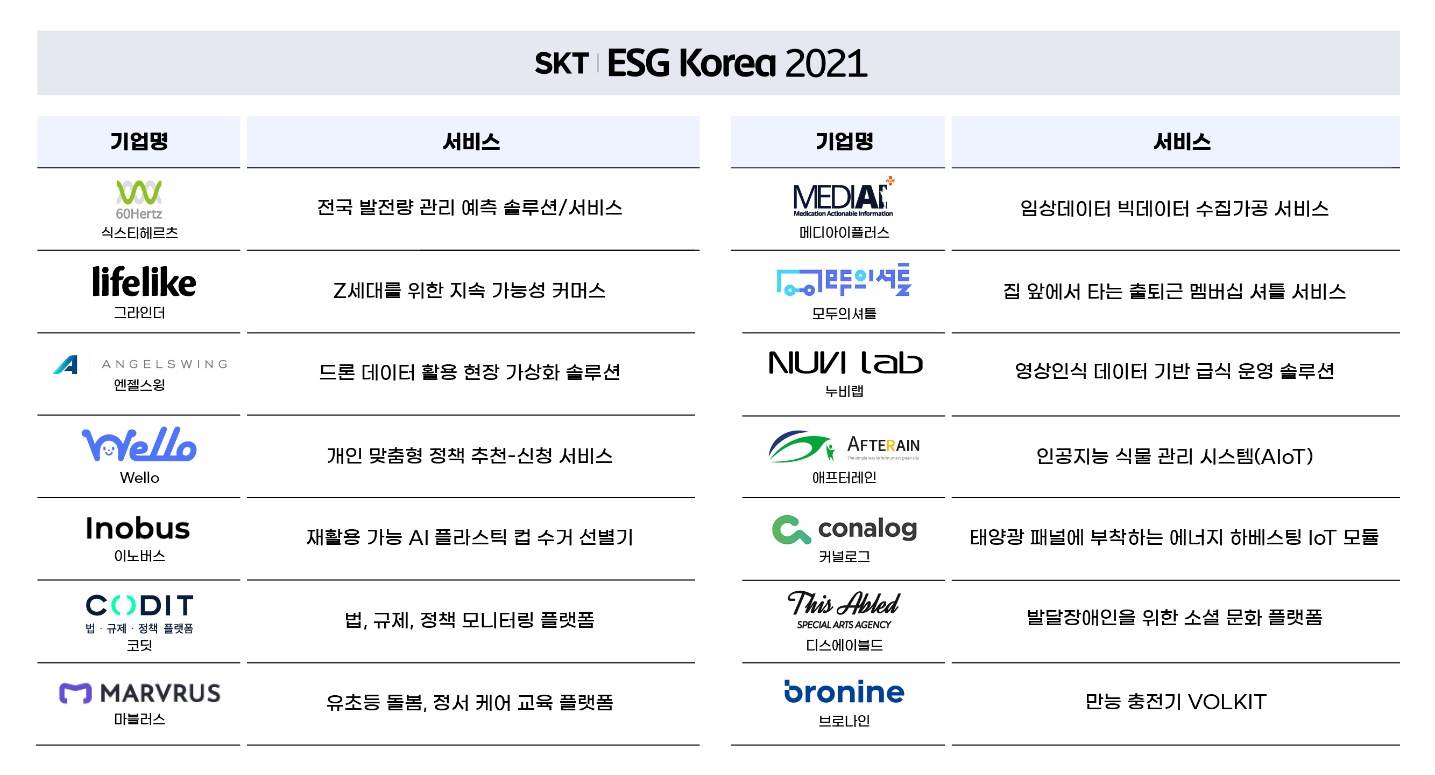 SKT | ESG Korea 2021
기업명 서비스
60Hertz
식스티헤르츠
전국 발전량 관리 예측 솔루션/서비스
lifelike
그라인더
Z세대를 위한 지속 가능성 커머스
ANGELSWING
엔젤스윙
드론 데이터 활용 현장 가상화 솔루션
Wello
Wello
개인 맞춤형 정책 추천-신청 서비스
Inobus
이노버스
재활용 가능 AI 플라스틱 컵 수거 선별기
CODIT
법 · 규제 · 정책 플랫폼
코딧
법, 규제, 정책 모니터링 플랫폼
MARVRUS
마블러스
유초등 돌봄, 정서 케어 교육 플랫폼
기업명 서비스
MEDIAI
Medication Actionable Information
메디아이플러스
임상데이터 빅데이터 수집가공 서비스
모두의셔틀
모두의셔틀
집 앞에서 타는 출퇴근 멤버십 셔틀 서비스
NUVI Lab
누비랩
영상인식 데이터 기반 급식 운영 솔루션
AFTERAIN
애프터레인
인공지능 식물 관리 시스템(AIoT)
conalog
커널로그
태양광 패널에 부착하는 에너지 하베스팅 IoT 모듈
This Abled
SPECIAL ARTS AGENCY
디스에이블드
발달장애인을 위한 소셜 문화 플랫폼
bronine
브로나인
만능 충전기 VOLKIT